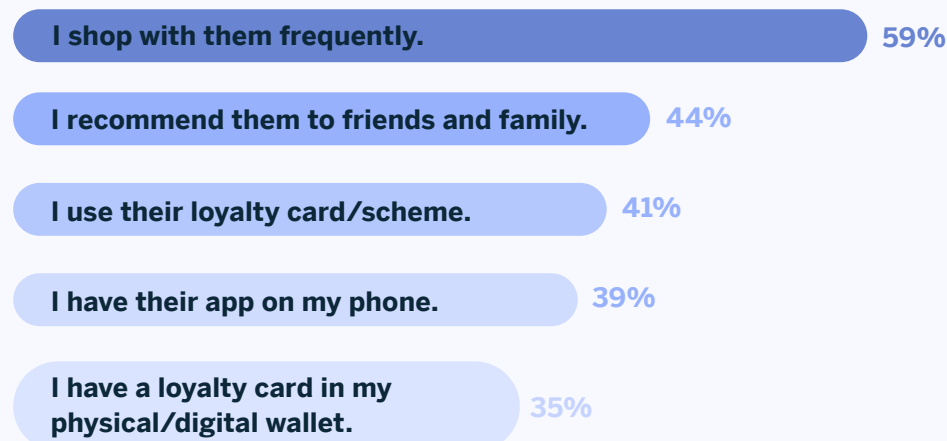 I shop with them frequently. 59%
I recommend them to friends and family. 44%
I use their loyalty card/scheme. 41%
I have their app on my phone. 39%
I have a loyalty card in my
physical/digital wallet. 35%